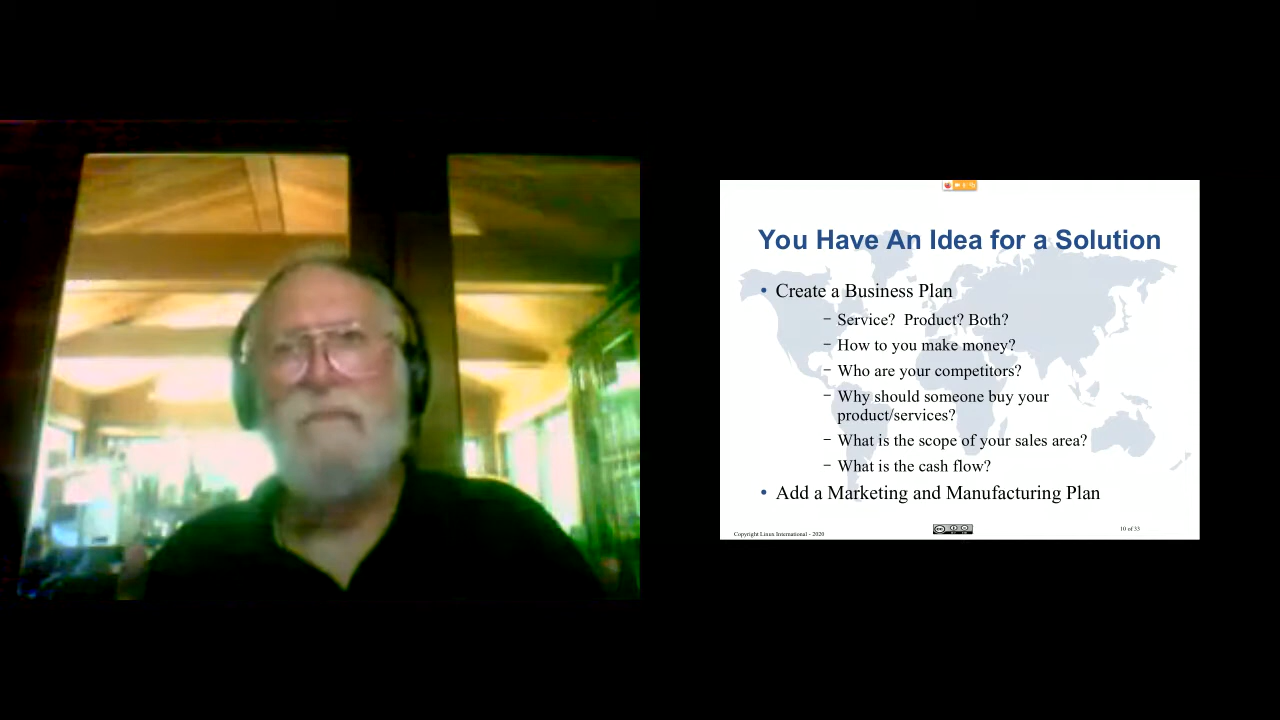 You Have An Idea for a Solution
• Create a Business Plan
– Service? Product? Both?
– How to you make money?
– Who are your competitors?
– Why should someone buy your
product/services?
– What is the scope of your sales area?
– What is the cash flow?
• Add a Marketing and Manufacturing Plan
Copyright Linux International - 2020
10 of 33